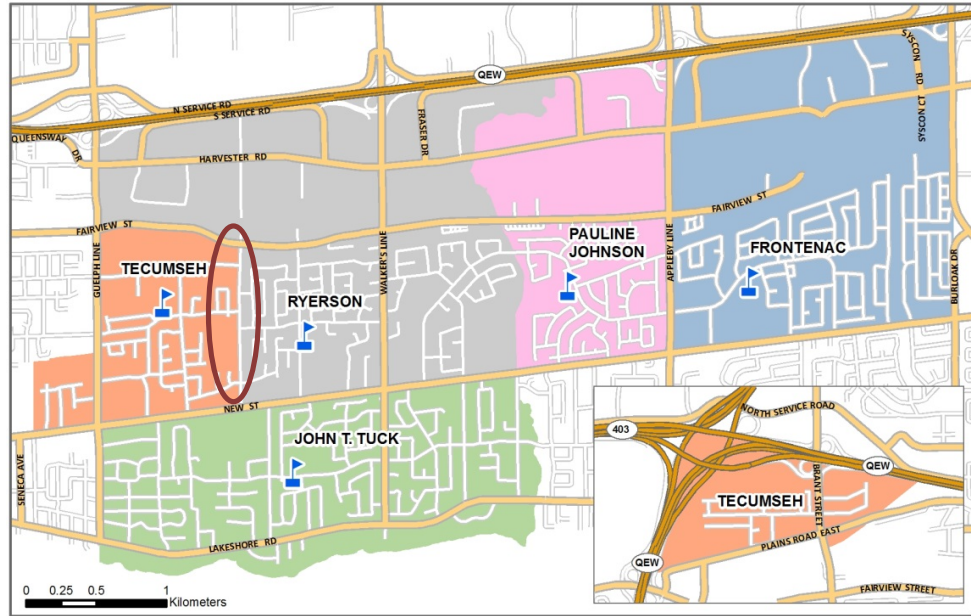 QEW
SYSCON RD
SYSCON CT
N SERVICE RD
S SERVICE RD
QUEENSWAY DR
FRASER DR
HARVESTER RD
FAIRVIEW ST
FAIRVIEW ST
GUELPH LINE
WALKER'S LINE
APPLEBY LINE
BURLOAK DR
TECUMSEH
RYERSON
PAULINE
JOHNSON
FRONTENAC
NEW ST
JOHN T. TUCK
SENECA AVE
LAKESHORE RD
0 0.25 0.5 1
Kilometers
NORTH SERVICE ROAD
403
QEW
BRANT STREET
TECUMSEH
PLAINS ROAD EAST
QEW
FAIRVIEW STREET